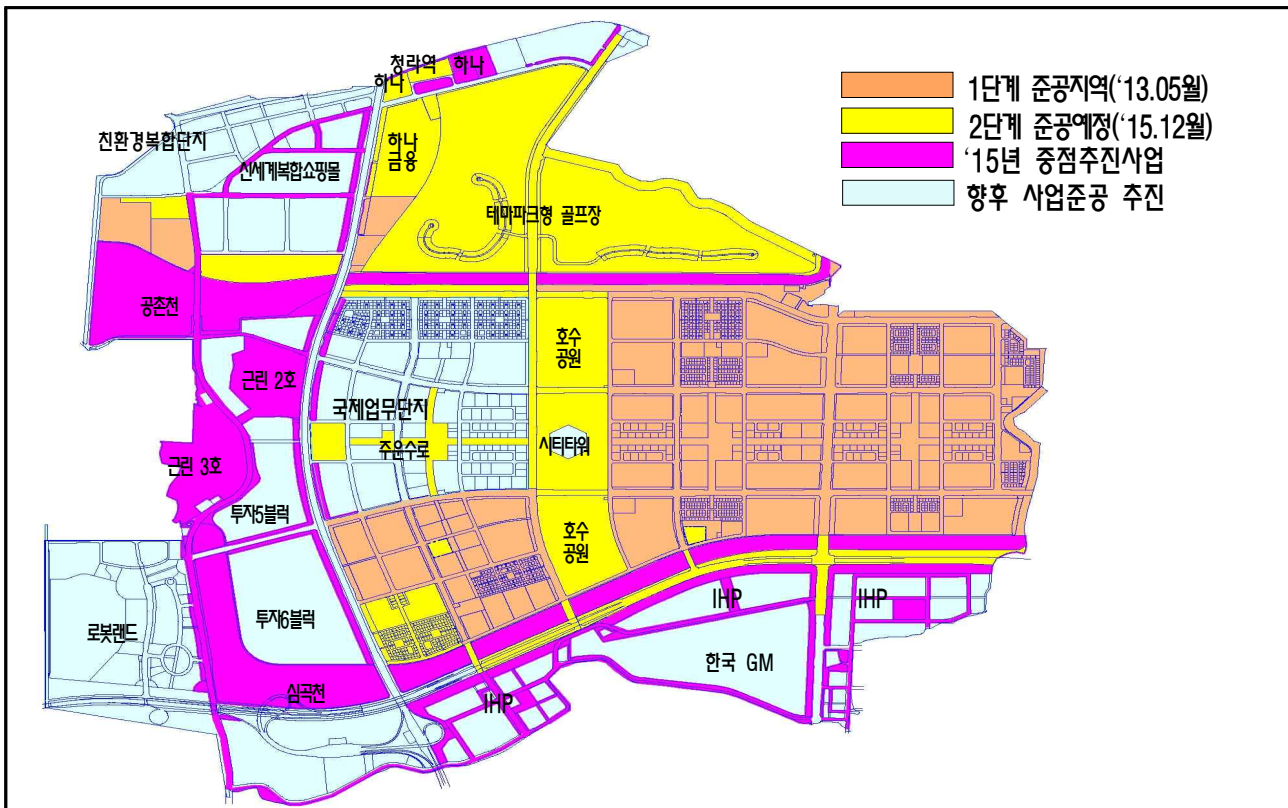 청라역
하나
하나
1단계 준공지역('13.05월)
2단계 준공예정('15.12월)
'15년 중점추진사업
향후 사업준공 추진
친환경복합단지
하나
금융
신세계복합쇼핑몰
테마파크형 골프장
공촌천
호수
공원
근린 2호
국제업무단지
주운수로
시티타워
근린 3호
투자5블럭
호수
공원
로봇랜드
투자6블럭
IHP
IHP
한국 GM
심곡천
IHP